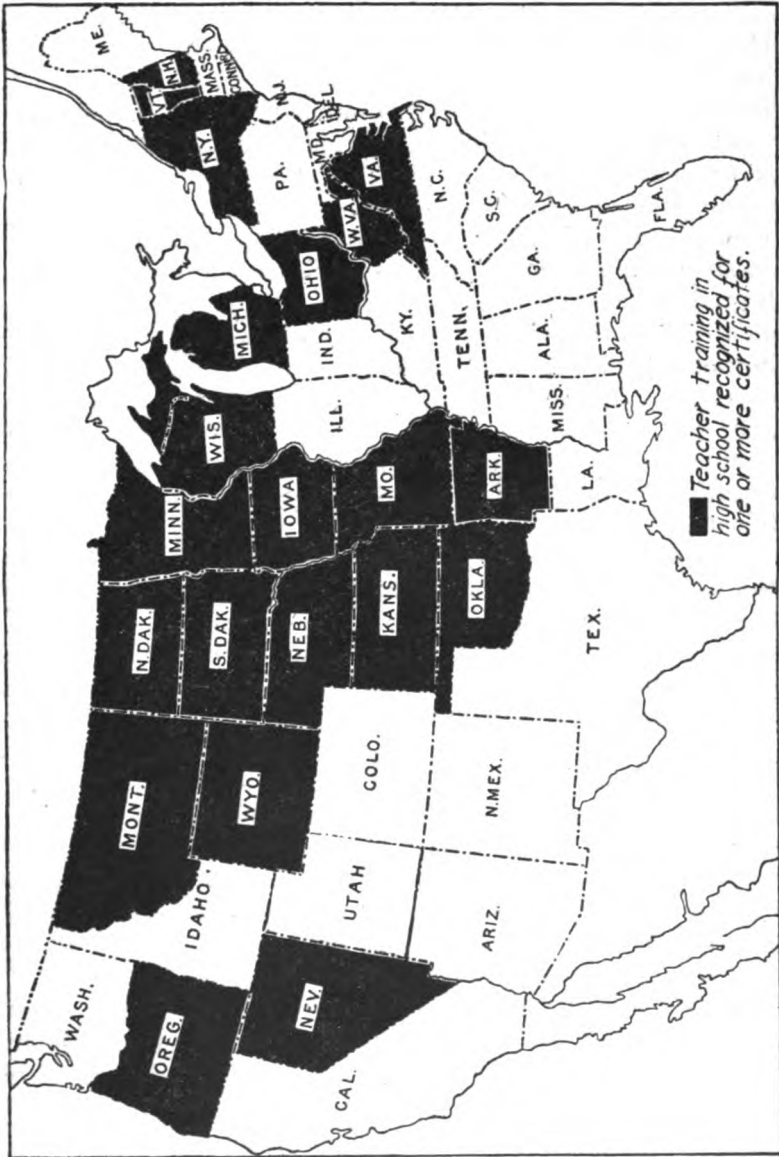 WASH.
OREG.
CAL.
IDAHO
NEV.
MONT.
WYO.
UTAH
ARIZ.
COLO.
N.MEX.
N.DAK.
S.DAK.
NEB.
KANS.
OKLA.
TEX.
MINN.
IOWA
MO.
ARK.
LA.
WIS.
ILL.
MICH.
IND.
OHIO
KY.
TENN.
MISS.
ALA.
GA.
FLA.
S.C.
N.C.
VA.
W.VA.
MD.
DEL.
PA.
N.J.
N.Y.
CONN.
MASS.
VT.
N.H.
ME.
Teacher training in
high school recognized for
one or more certificates.